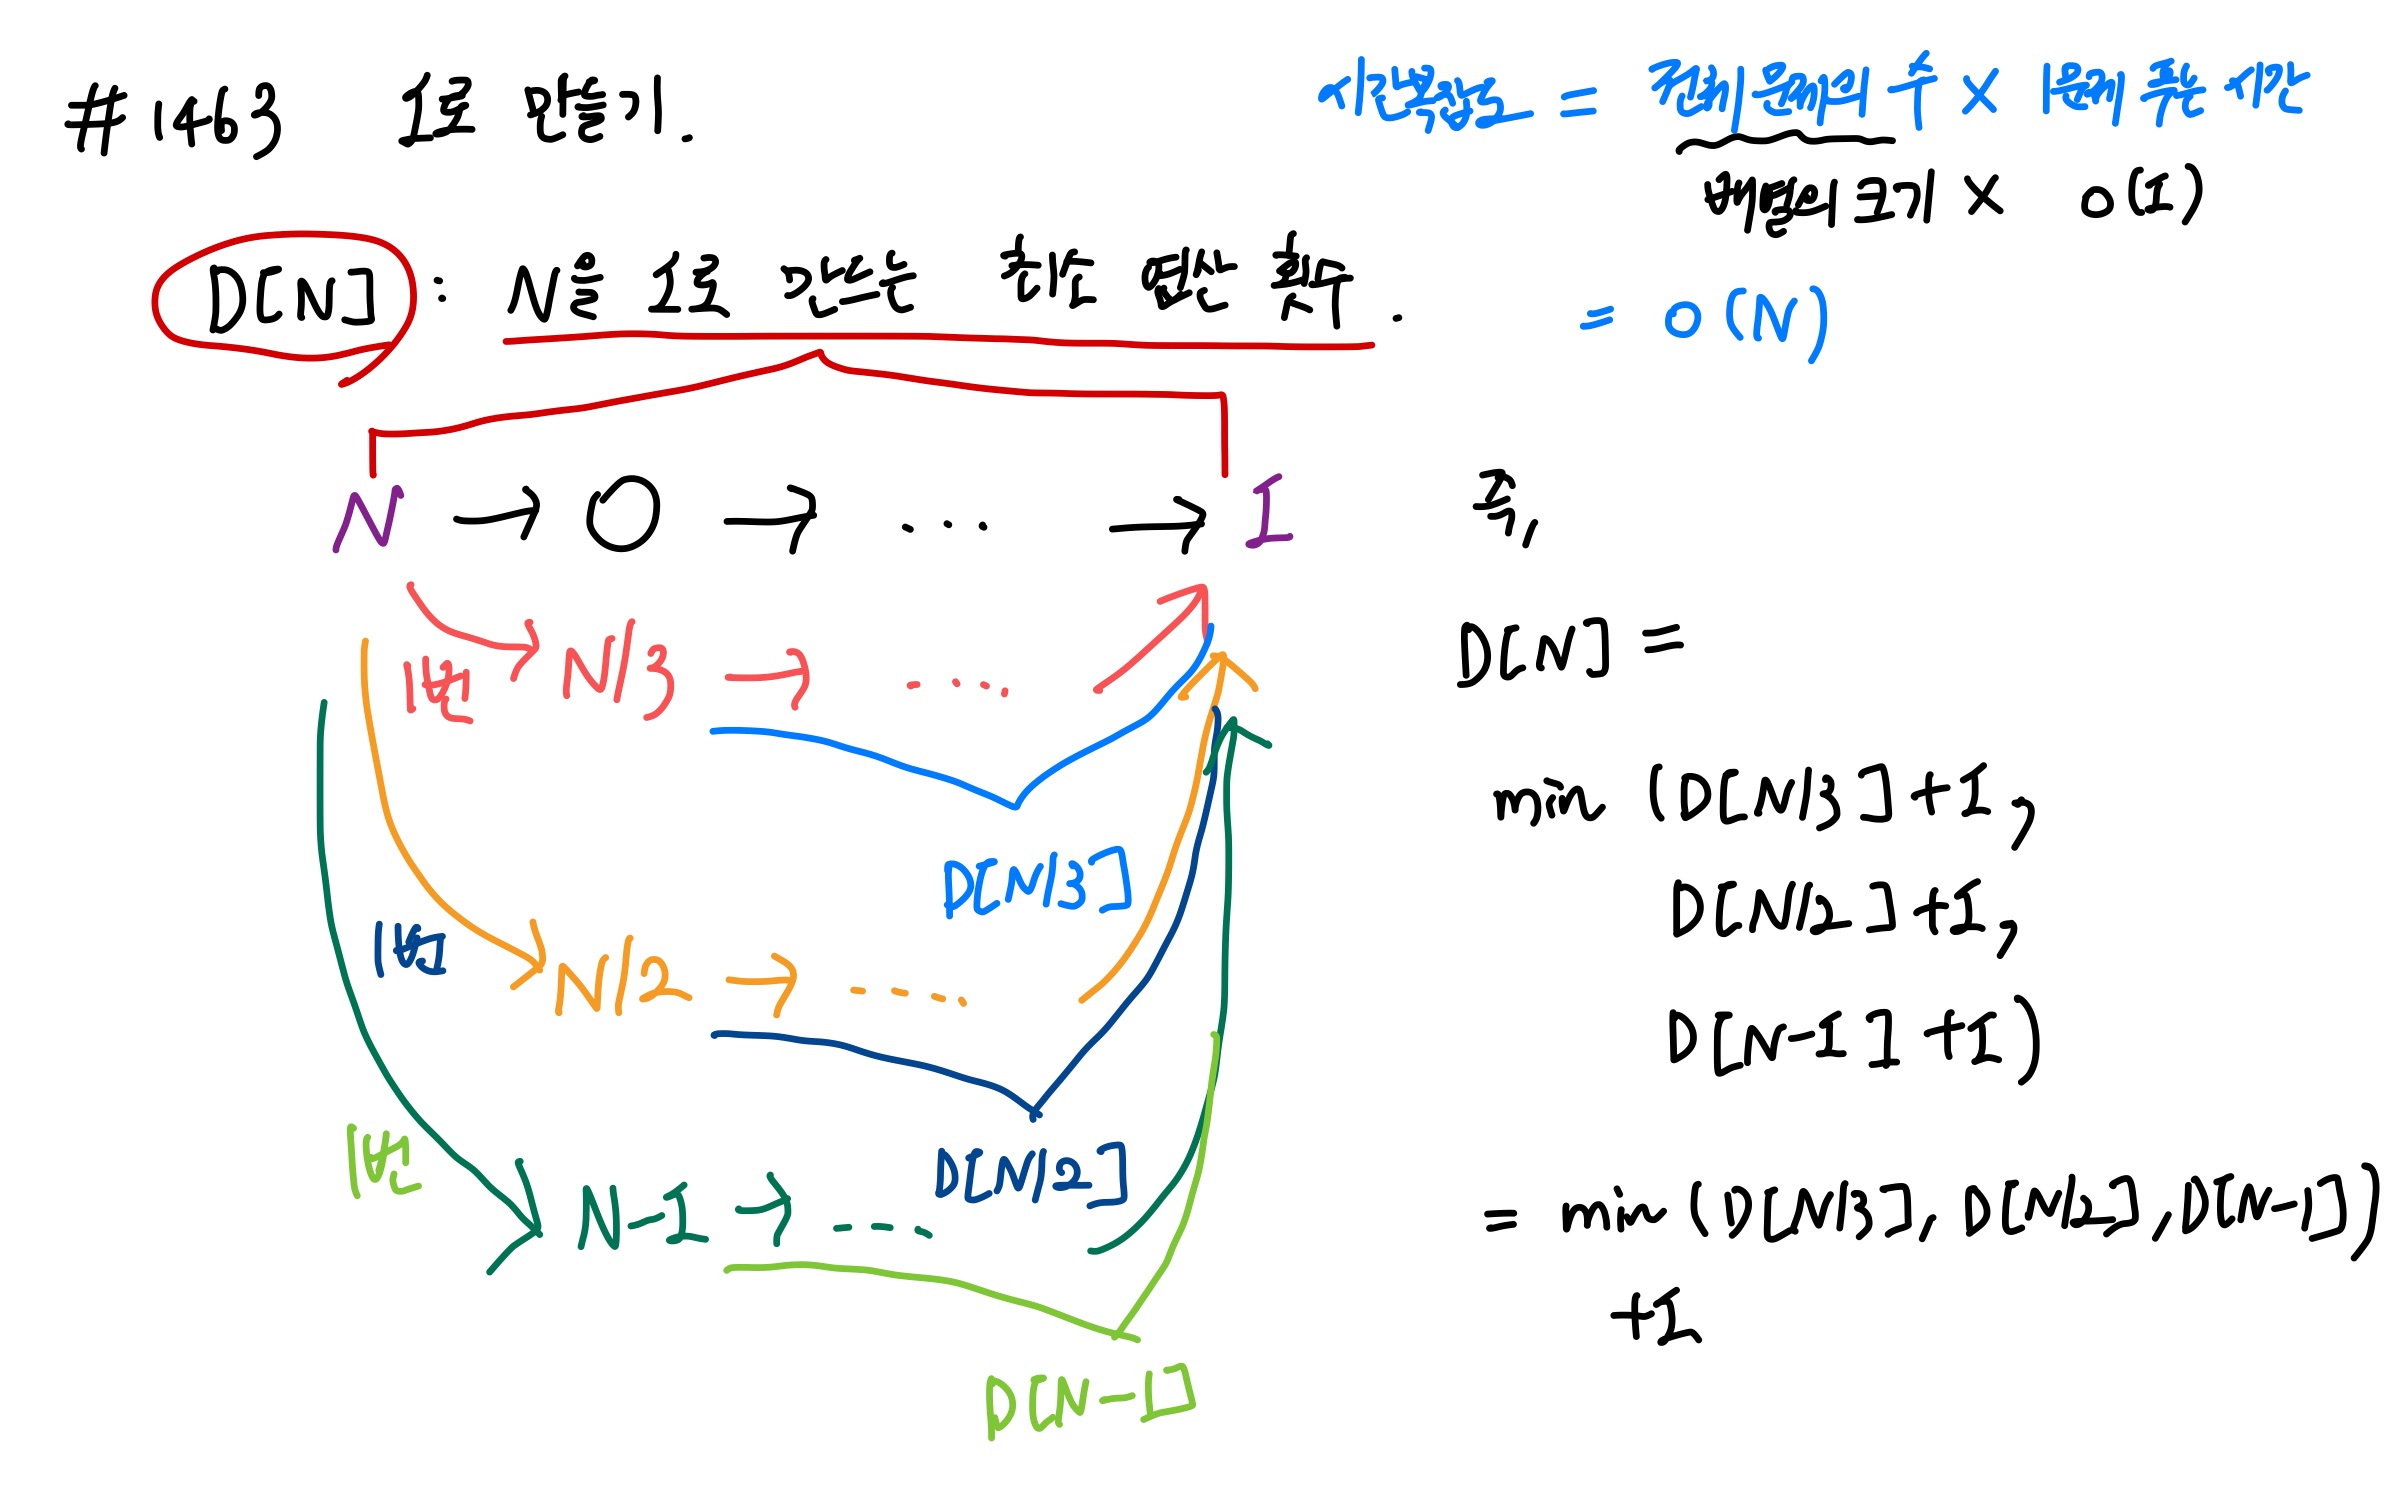 #1463 1로 만들기.
시간복잡도 = 전체 문제의 수 × 1문제 푸는 시간
배열의 크기 × O(1)
= O(N)
D[N] : N을 1로 만드는 최소 연산 횟수.
N → O → ... → 1
즉,
1번 N/3 → ....
D[N] =
D[N/3]
min (D[N/3]+1,
D[N/2]+1,
D[N-1]+1)
1번 N/2 → ....
D[N/2]
1번 N-1 → ....
= min (D[N/3], D[N/2], D[N-1])
+1
D[N-1]